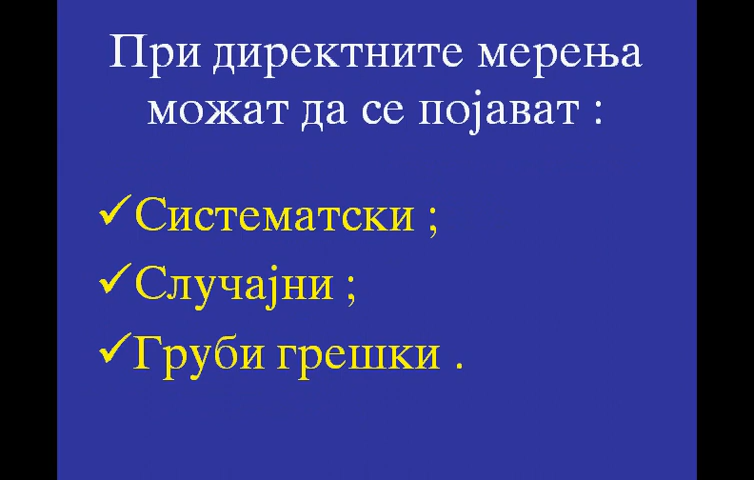 При директните мерења
можат да се појават :
✓Систематски ;
✓Случајни ;
✓Груби грешки .